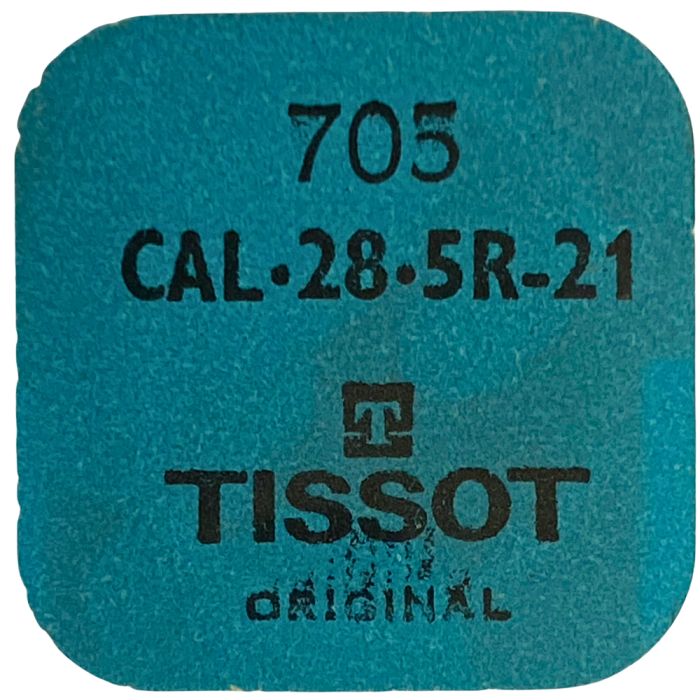 705
CAL·28·5R-21
T
TISSOT
ORIGINAL